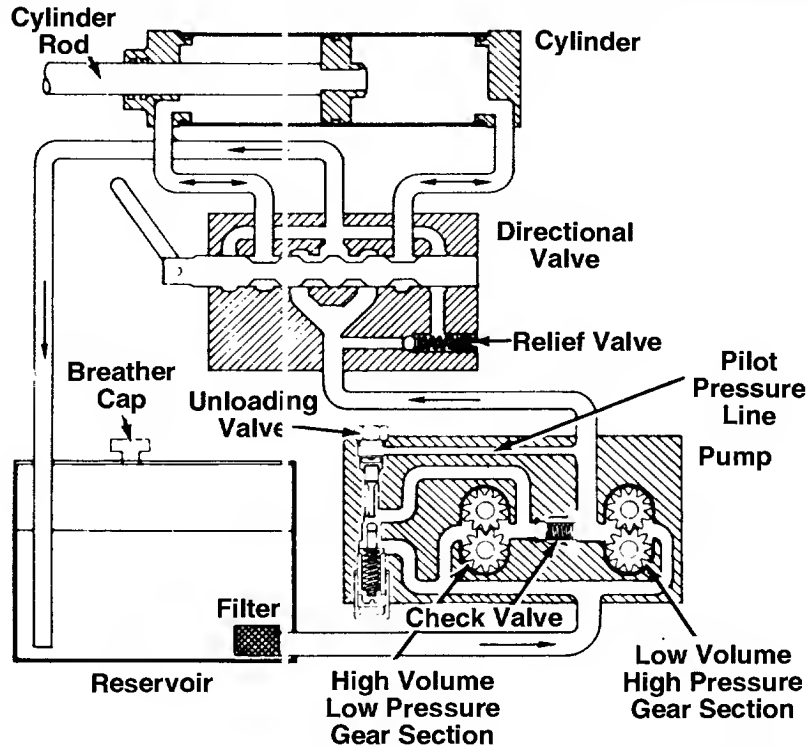 Cylinder
Rod
Cylinder
Directional
Valve
Relief Valve
Pilot
Pressure
Line
Breather
Cap
Unloading
Valve
Pump
Filter
Check Valve
Reservoir
High Volume
Low Pressure
Gear Section
Low Volume
High Pressure
Gear Section